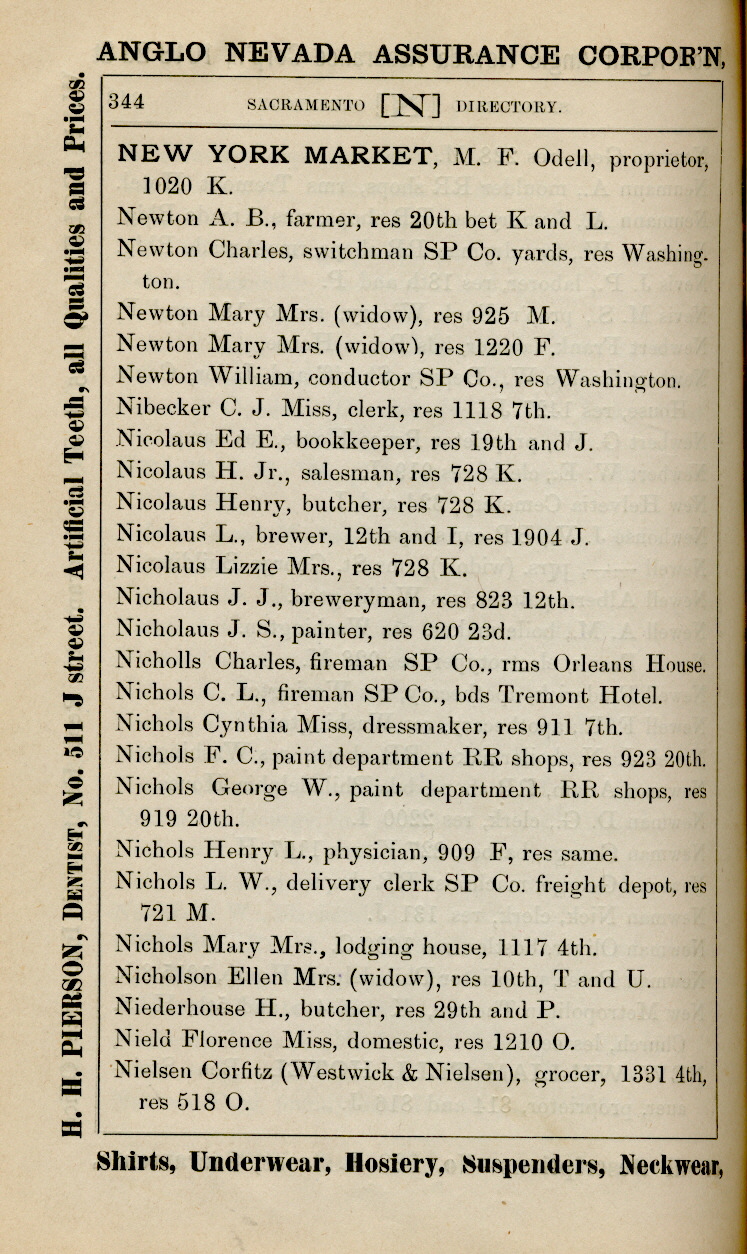 ANGLO NEVADA ASSURANCE CORPOR'N,
344 SACRAMENTO [N] DIRECTORY.
NEW YORK MARKET, M. F. Odell, proprietor,
1020 K.
Newton A. B., farmer, res 20th bet K and L.
Newton Charles, switchman SP Co. yards, res Washing-
ton.
Newton Mary Mrs. (widow), res 925 M.
Newton Mary Mrs. (widow), res 1220 F.
Newton William, conductor SP Co., res Washington.
Nibecker C. J. Miss, clerk, res 1118 7th.
Nicolaus Ed E., bookkeeper, res 19th and J.
Nicolaus H. Jr., salesman, res 728 K.
Nicolaus Henry, butcher, res 728 K.
Nicolaus L., brewer, 12th and I, res 1904 J.
Nicolaus Lizzie Mrs., res 728 K.
Nicholaus J. J., breweryman, res 823 12th.
Nicholaus J. S., painter, res 620 23d.
Nicholls Charles, fireman SP Co., rms Orleans House.
Nichols C. L., fireman SP Co., bds Tremont Hotel.
Nichols Cynthia Miss, dressmaker, res 911 7th.
Nichols F. C., paint department RR shops, res 923 20th.
Nichols George W., paint department RR shops, res
919 20th.
Nichols Henry L., physician, 909 F, res same.
Nichols L. W., delivery clerk SP Co. freight depot, res
721 M.
Nichols Mary Mrs., lodging house, 1117 4th.
Nicholson Ellen Mrs. (widow), res 10th, T and U.
Niederhouse H., butcher, res 29th and P.
Nield Florence Miss, domestic, res 1210 O.
Nielsen Corfitz (Westwick & Nielsen), grocer, 1331 4th,
res 518 O.
Shirts, Underwear, Hosiery, Suspenders, Neckwear,
H. H. PIERSON, DENTIST, No. 511 J street. Artificial Teeth, all Qualities and Prices.